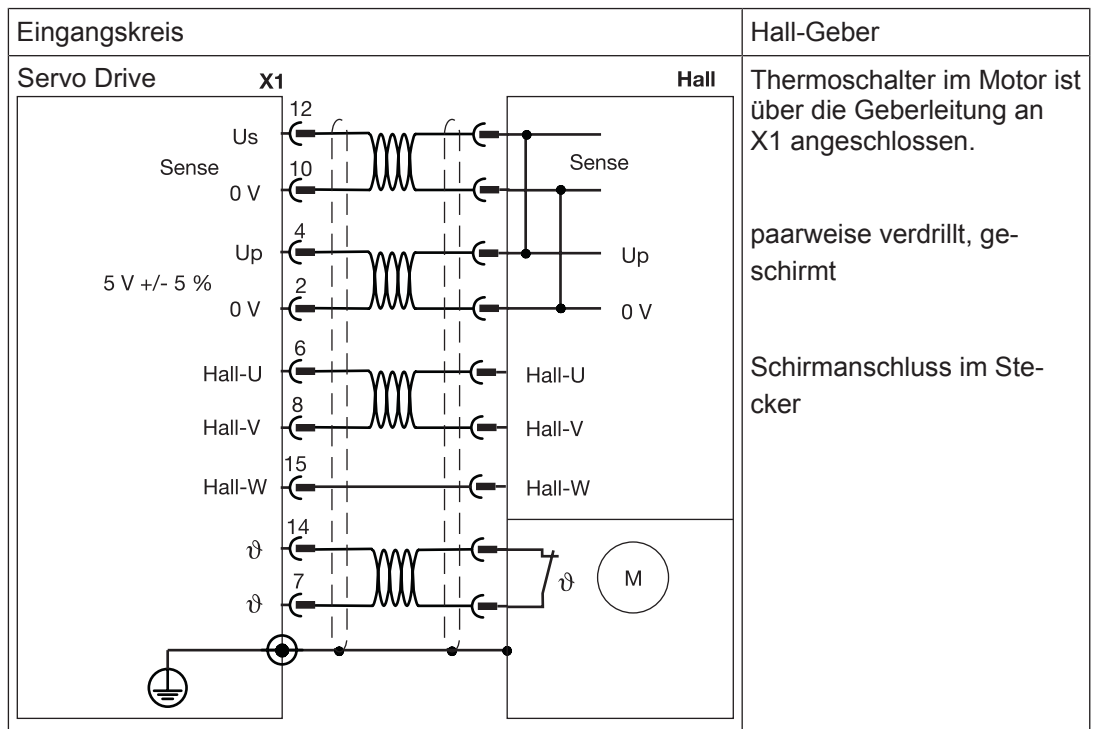 Eingangskreis
Hall-Geber
Servo Drive
X1
Hall
Thermoschalter im Motor ist
über die Geberleitung an
X1 angeschlossen.
paarweise verdrillt, ge-
schirmt
Schirmanschluss im Ste-
cker
12
Us
Sense
Sense
10
0 V
4
Up
Up
5 V +/- 5 %
2
0 V
0 V
6
Hall-U
Hall-U
8
Hall-V
Hall-V
15
Hall-W
Hall-W
14
ϑ
7
ϑ
ϑ
M